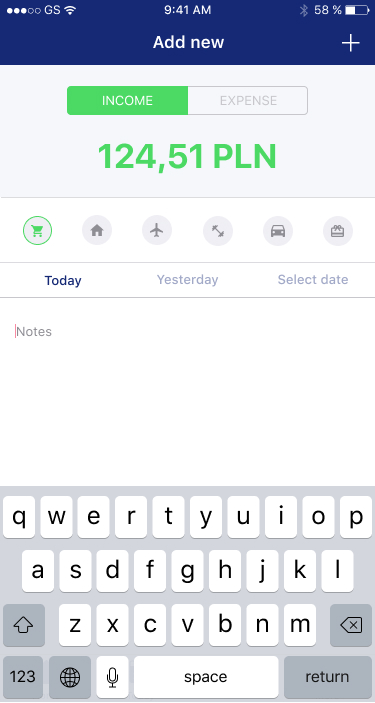 GS 9:41 AM 58 %
Add new
INCOME EXPENSE
124,51 PLN
Today Yesterday Select date
Notes
q w e r t y u i o p
a s d f g h j k l
z x c v b n m
123 space return